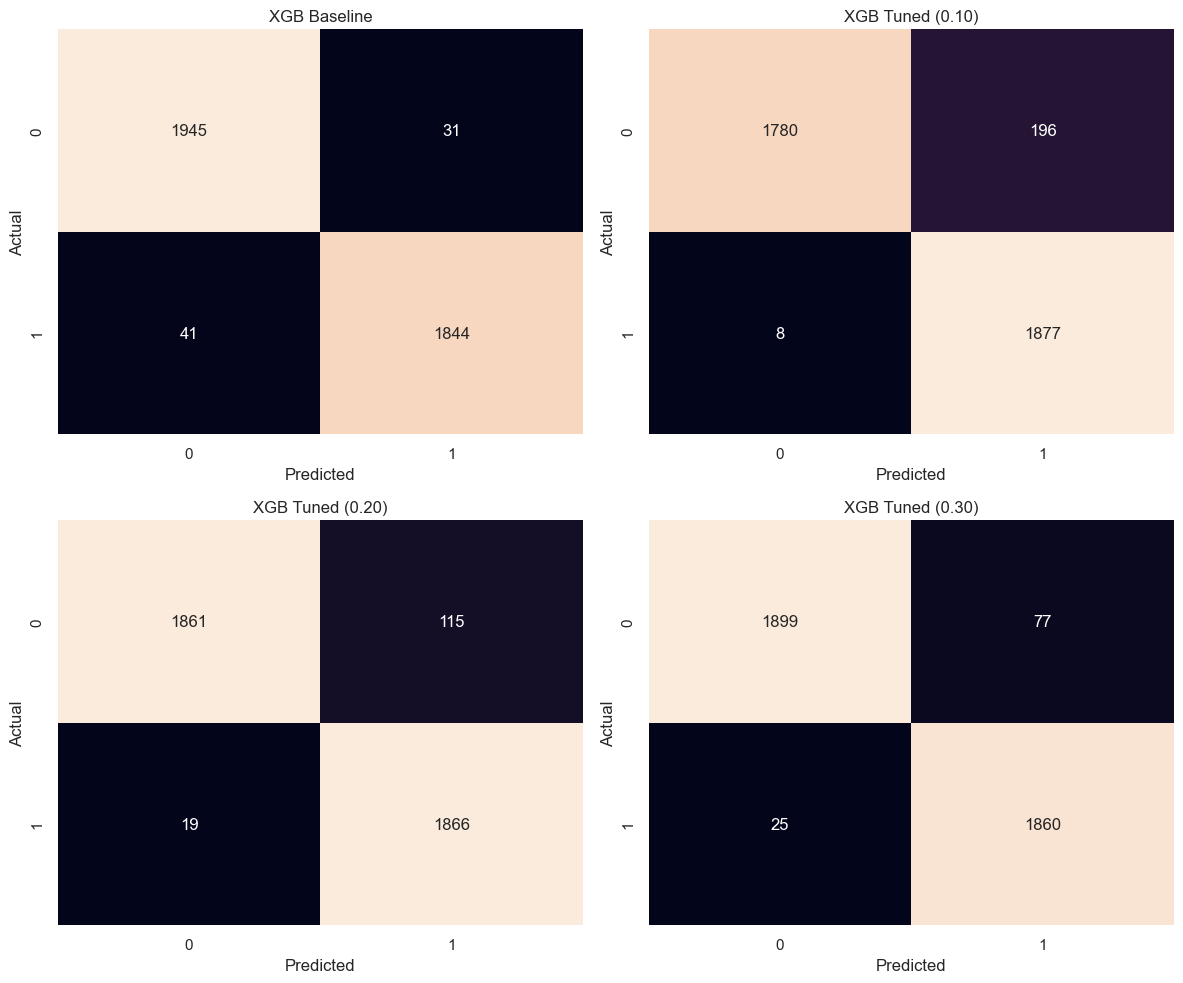 XGB Baseline
0
1945
31
Actual
1
41
1844
0
1
Predicted
XGB Tuned (0.10)
0
1780
196
Actual
1
8
1877
0
1
Predicted
XGB Tuned (0.20)
0
1861
115
Actual
1
19
1866
0
1
Predicted
XGB Tuned (0.30)
0
1899
77
Actual
1
25
1860
0
1
Predicted